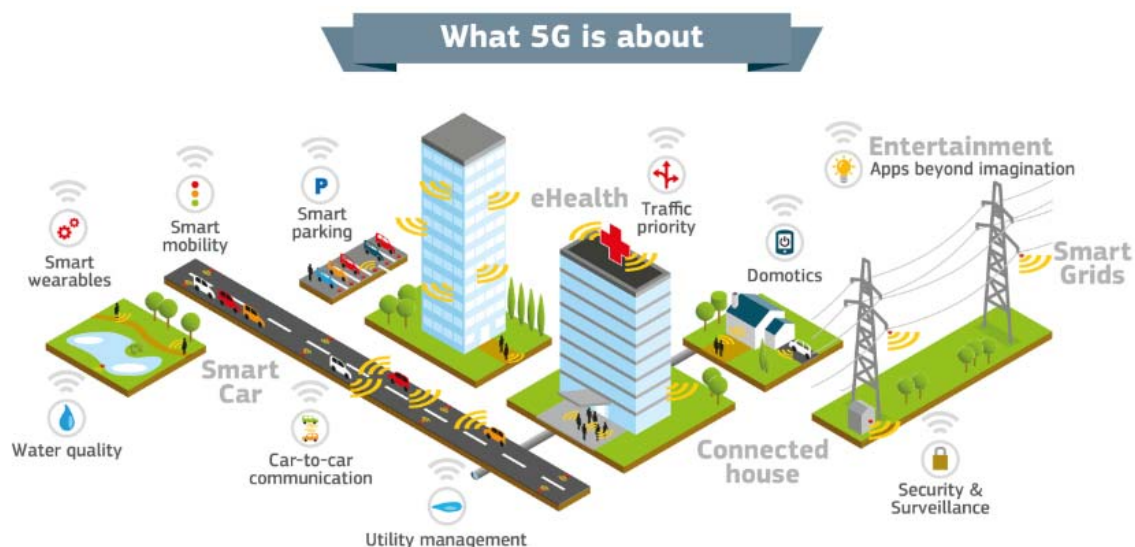 What 5G is about
Smart
wearables
Smart
mobility
P
Smart
parking
eHealth
Traffic
priority
Domotics
Entertainment
Apps beyond imagination
Smart
Grids
Smart
Car
Water quality
Car-to-car
communication
Utility management
Connected
house
Security &
Surveillance